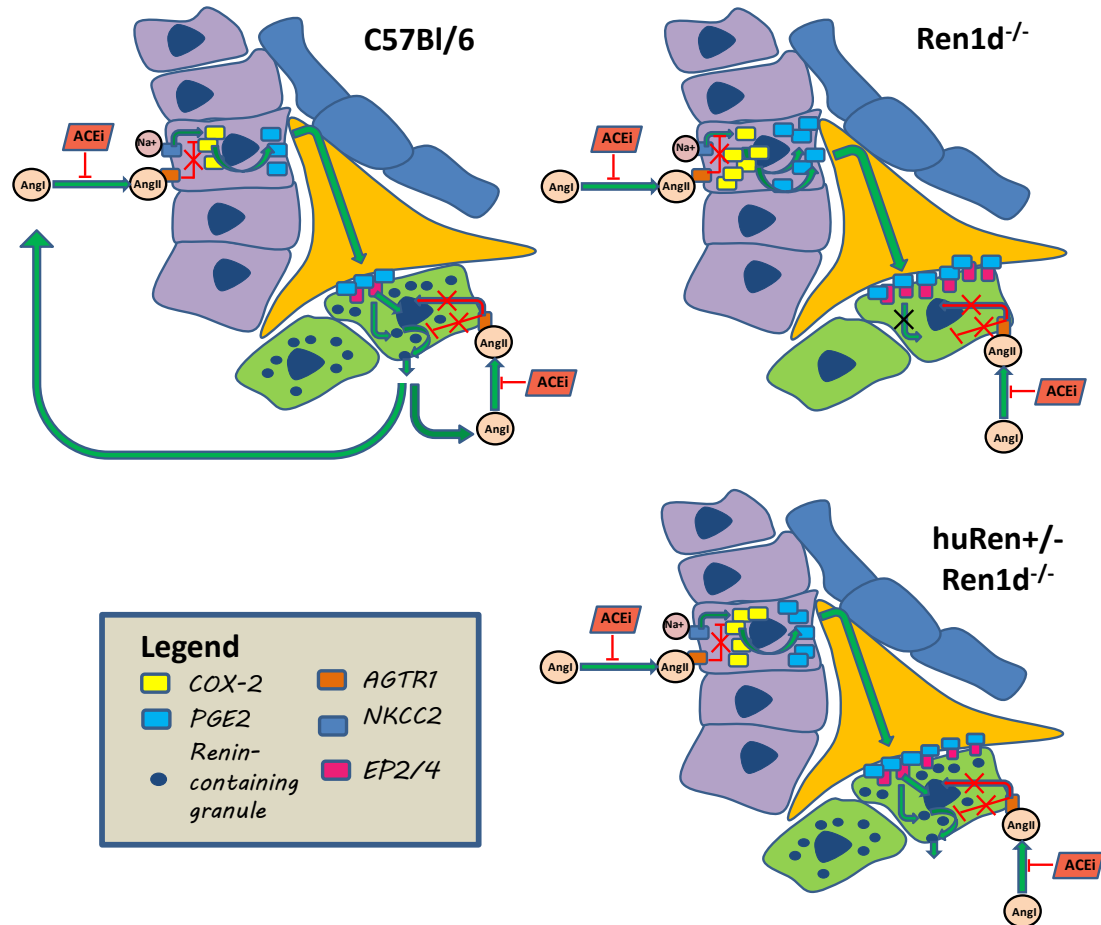 C57Bl/6
ACEi
Na+
AngI
AngII
AngII
ACEi
AngI
Ren1d-/-
ACEi
Na+
AngI
AngII
AngII
ACEi
AngI
huRen+/-
Ren1d-/-
ACEi
Na+
AngI
AngII
AngII
ACEi
AngI
Legend
COX-2
AGTR1
PGE2
NKCC2
Renin-
containing
granule
EP2/4